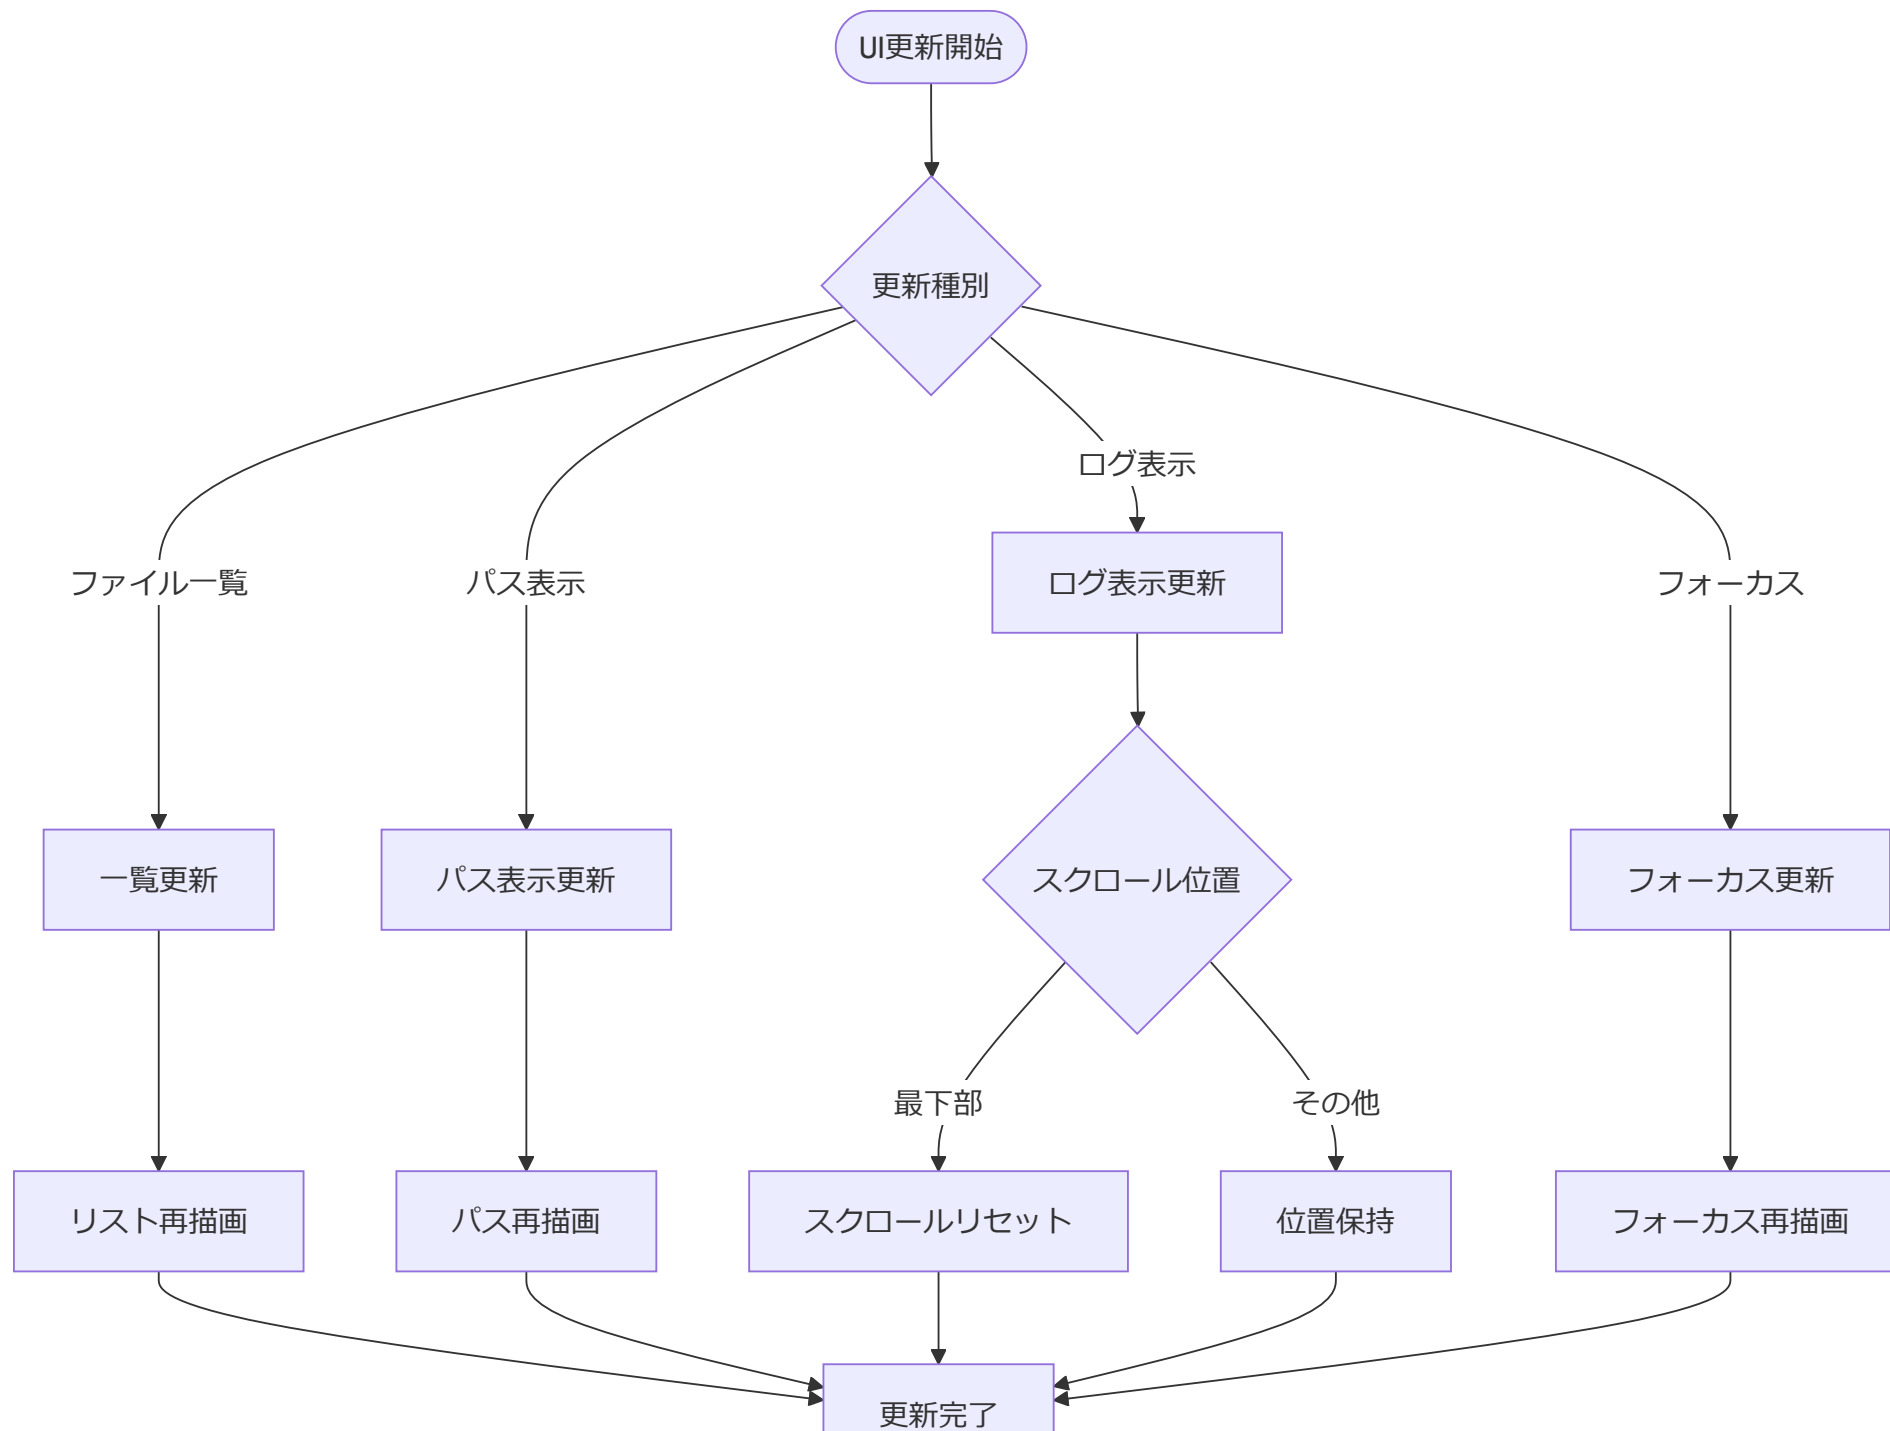 UI更新開始
更新種別
ログ表示
ファイル一覧
パス表示
ログ表示更新
フォーカス
一覧更新
パス表示更新
スクロール位置
フォーカス更新
最下部
その他
リスト再描画
パス再描画
スクロールリセット
位置保持
フォーカス再描画
更新完了